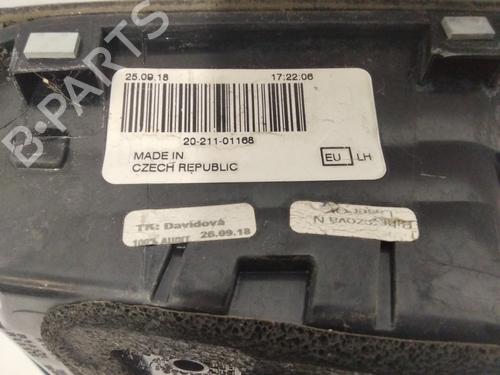 B-PARTS
25.09.18 17:22:06
20-211-01168
MADE IN
CZECH REPUBLIC
EU LH
TK: Davidová
100% AUDIT 26.09.18